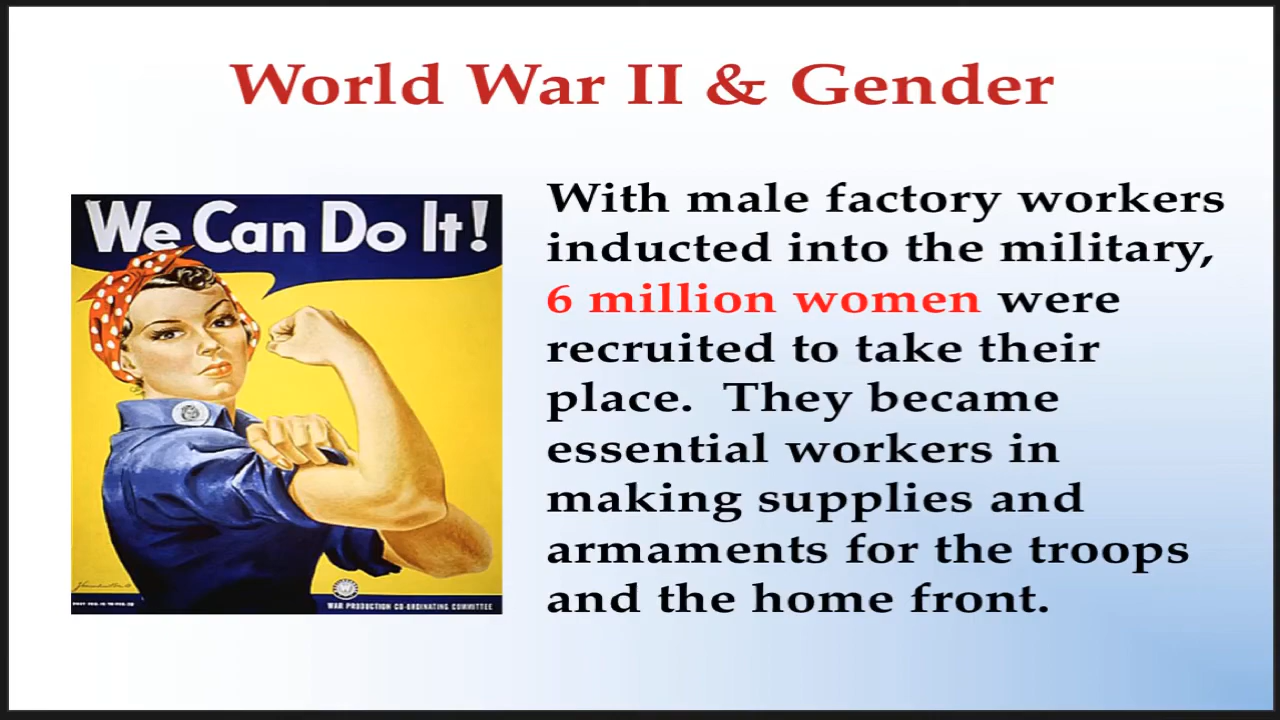 World War II & Gender
We Can Do It!
WAR PRODUCTION CO-ORDINATING COMMITTEE
With male factory workers
inducted into the military,
6 million women were
recruited to take their
place. They became
essential workers in
making supplies and
armaments for the troops
and the home front.